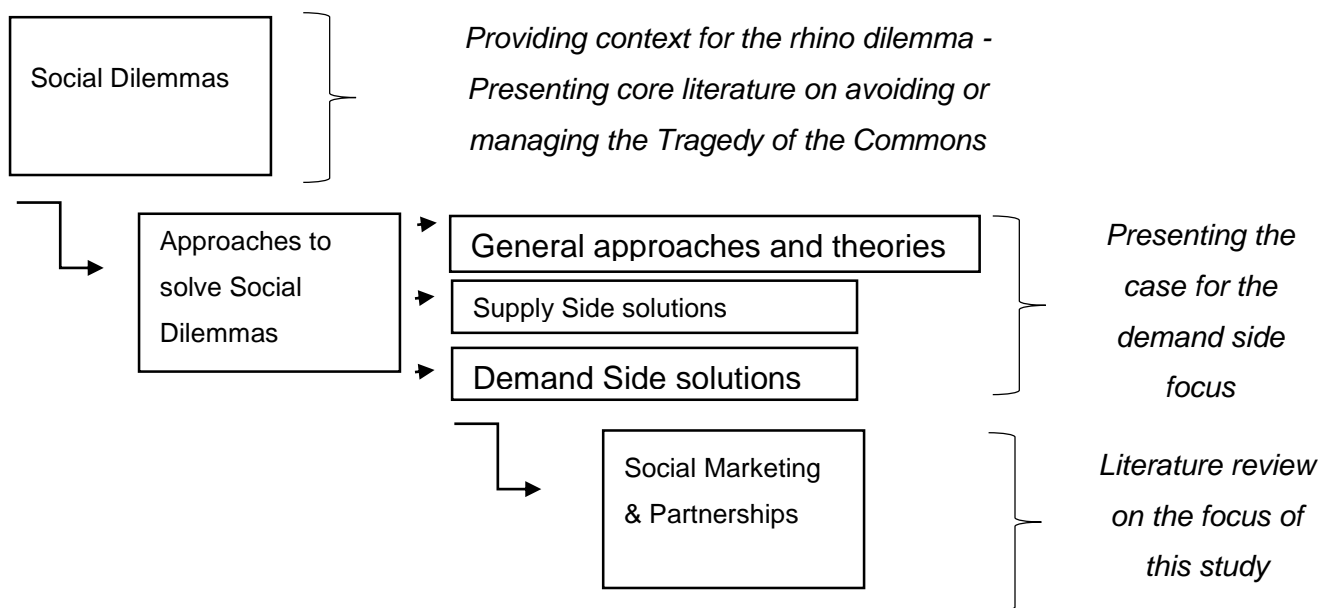 Social Dilemmas
Providing context for the rhino dilemma -
Presenting core literature on avoiding or
managing the Tragedy of the Commons
Approaches to
solve Social
Dilemmas
General approaches and theories
Supply Side solutions
Demand Side solutions
Presenting the
case for the
demand side
focus
Social Marketing
& Partnerships
Literature review
on the focus of
this study